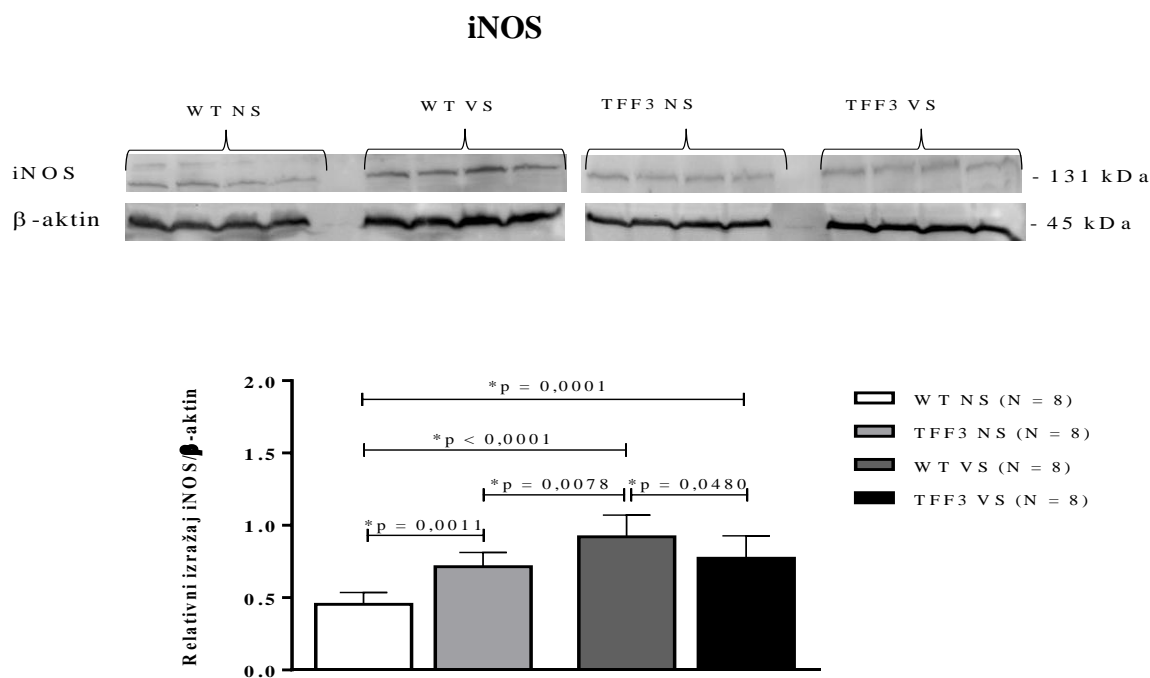 iNOS
WT NS
WT VS
TFF3 NS
TFF3 VS
iNOS
- 131 kDa
β-aktin
- 45 kDa
Relativni izražaj iNOS/β-aktin
2.0
1.5
1.0
0.5
0.0
*p = 0,0001
*p < 0,0001
*p = 0,0078
*p = 0,0480
*p = 0,0011
WT NS (N = 8)
TFF3 NS (N = 8)
WT VS (N = 8)
TFF3 VS (N = 8)